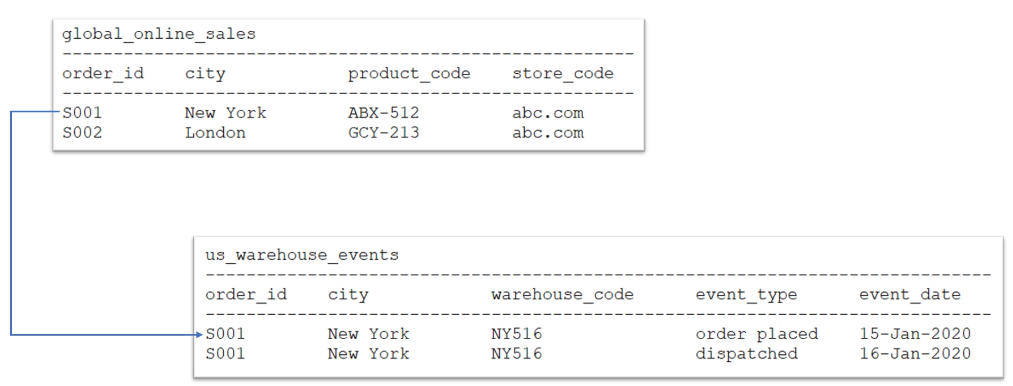 global_online_sales
--------------------------------------------------------
order_id city product_code store_code
--------------------------------------------------------
S001 New York ABX-512 abc.com
S002 London GCY-213 abc.com
us_warehouse_events
-----------------------------------------------------------------------------
order_id city warehouse_code event_type event_date
-----------------------------------------------------------------------------
S001 New York NY516 order placed 15-Jan-2020
S001 New York NY516 dispatched 16-Jan-2020